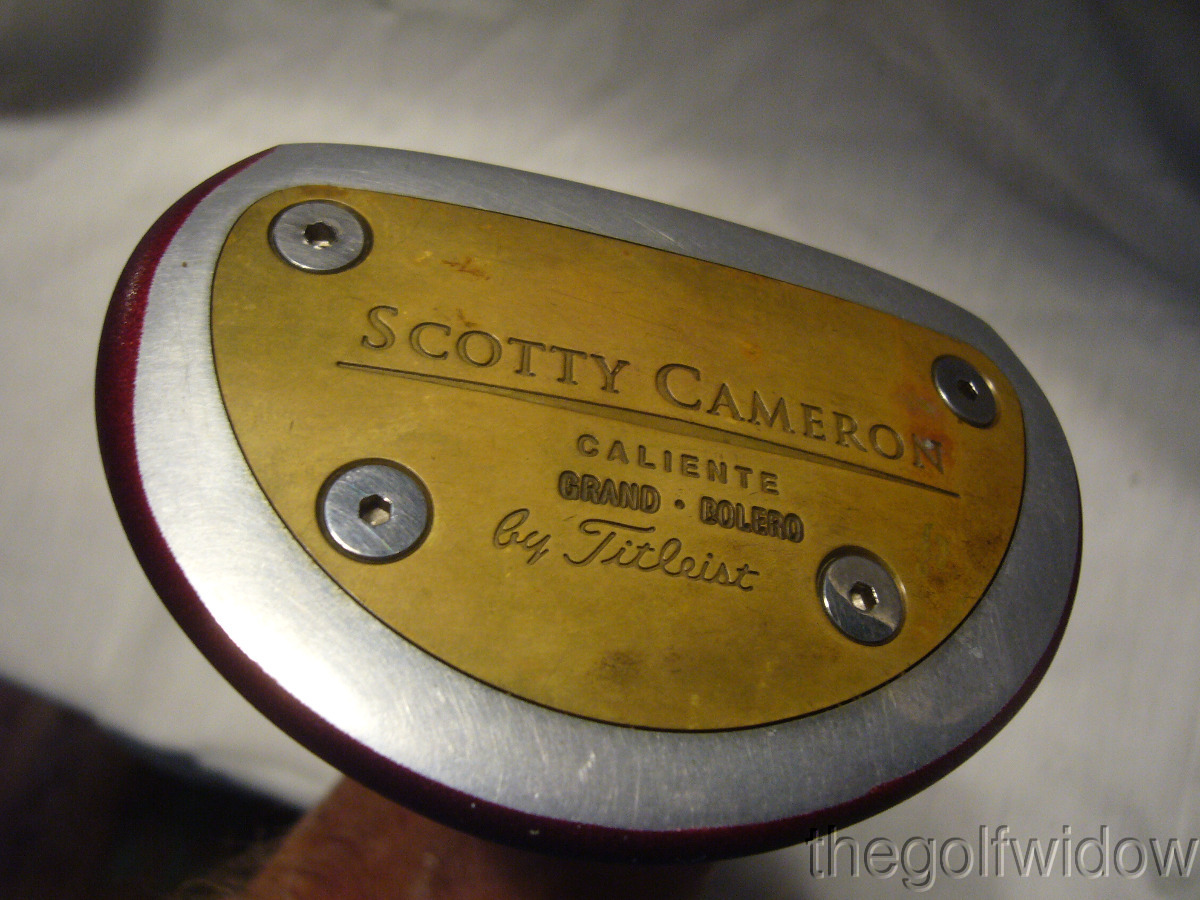 SCOTTY CAMERON
CALIENTE
GRAND · BOLERO
by Titleist
thegolfwidow